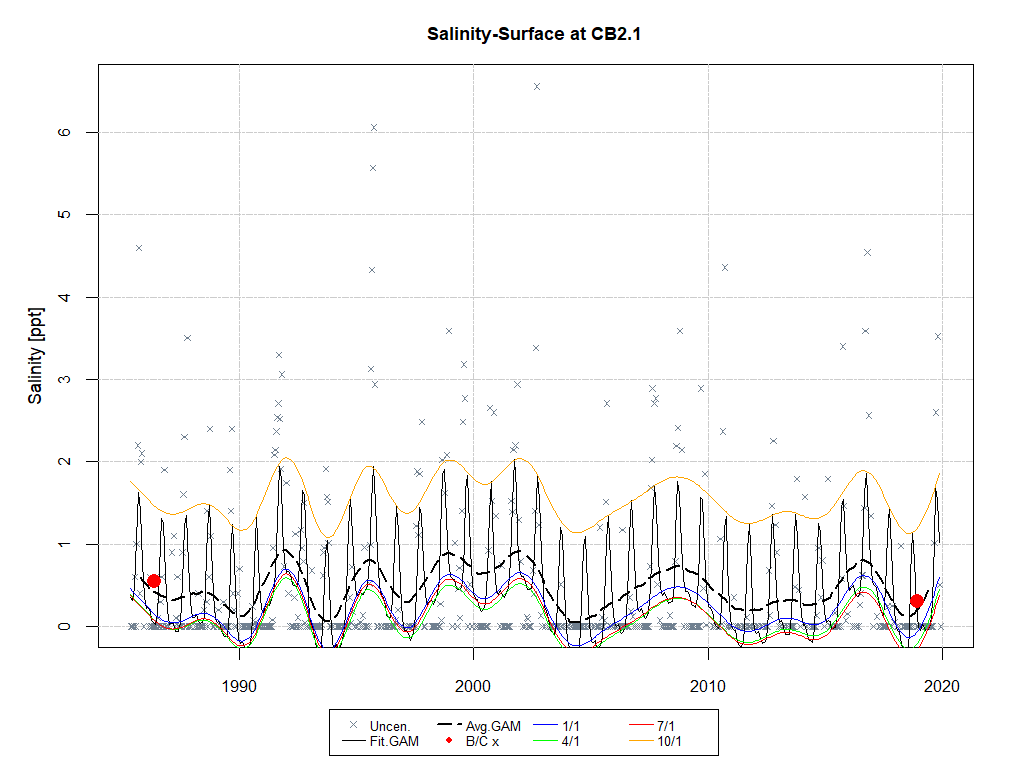 Salinity-Surface at CB2.1
Salinity [ppt]
6
5
4
3
2
1
0
1990 2000 2010 2020
Uncen. Avg.GAM 1/1 7/1
Fit.GAM B/C x 4/1 10/1